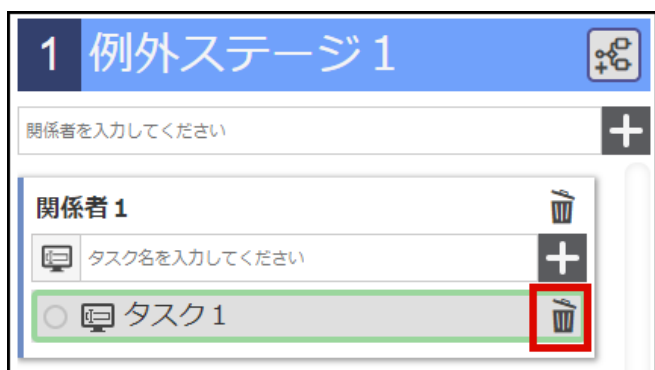 1 例外ステージ1
関係者を入力してください
関係者1
タスク名を入力してください
タスク1